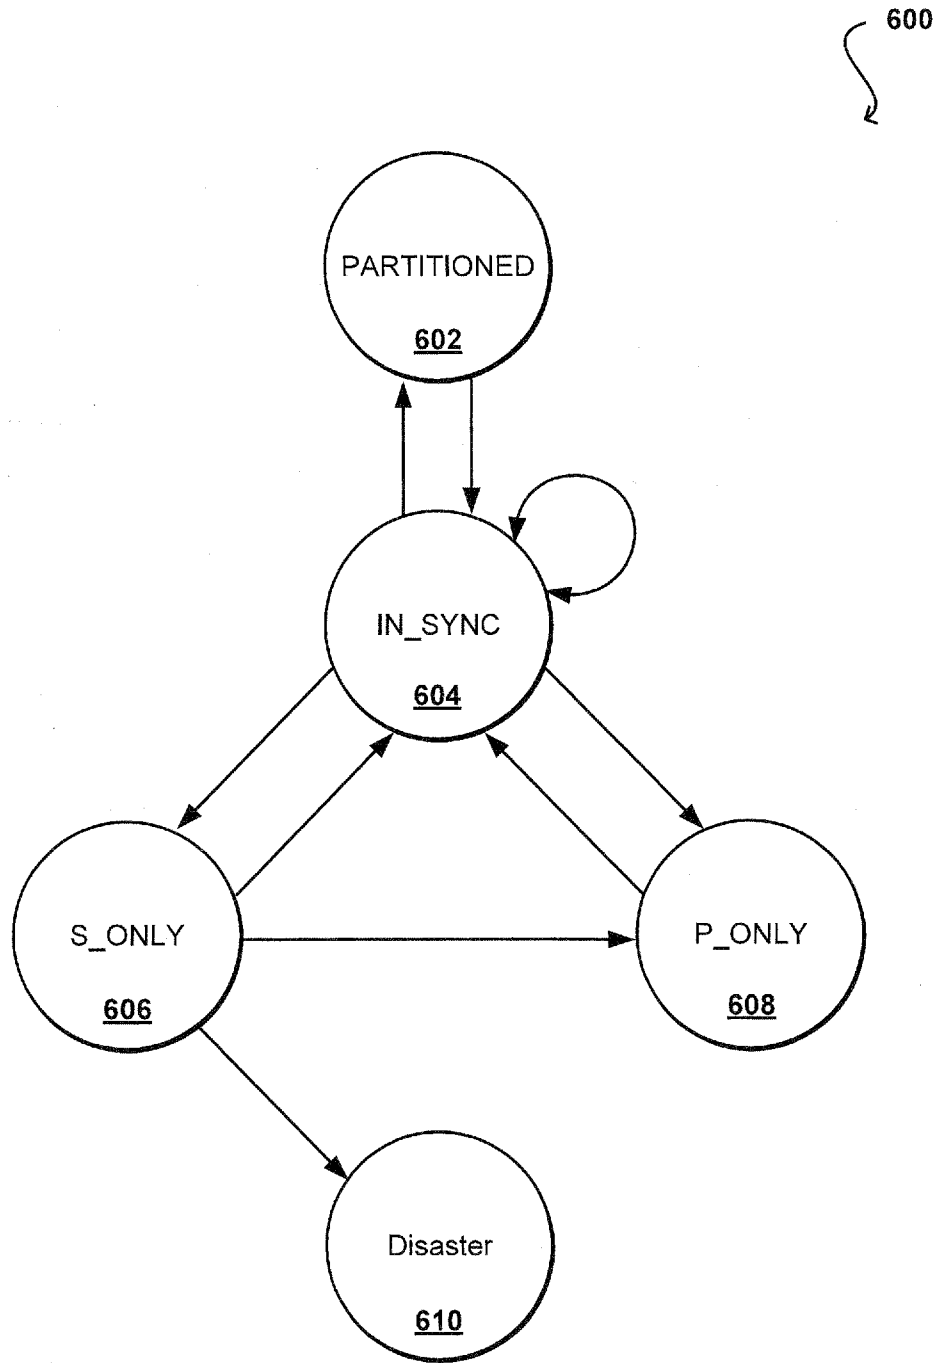 600
PARTITIONED
602
IN_SYNC
604
S_ONLY
606
P_ONLY
608
Disaster
610